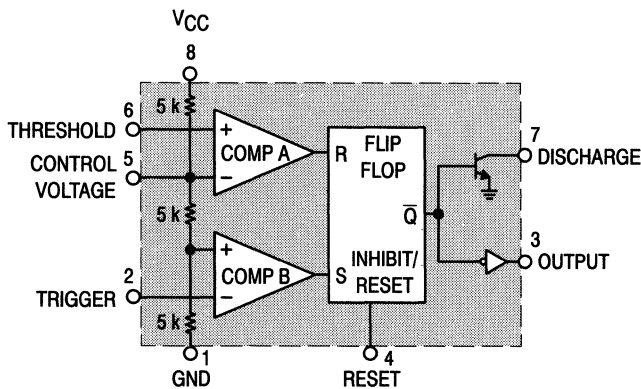 VCC
8
5 k
6
THRESHOLD
+
COMP A
R
FLIP
FLOP
7
DISCHARGE
CONTROL
VOLTAGE
5
–
5 k
Q̅
+
COMP B
S
INHIBIT/
RESET
3
OUTPUT
2
TRIGGER
–
5 k
1
GND
4
RESET